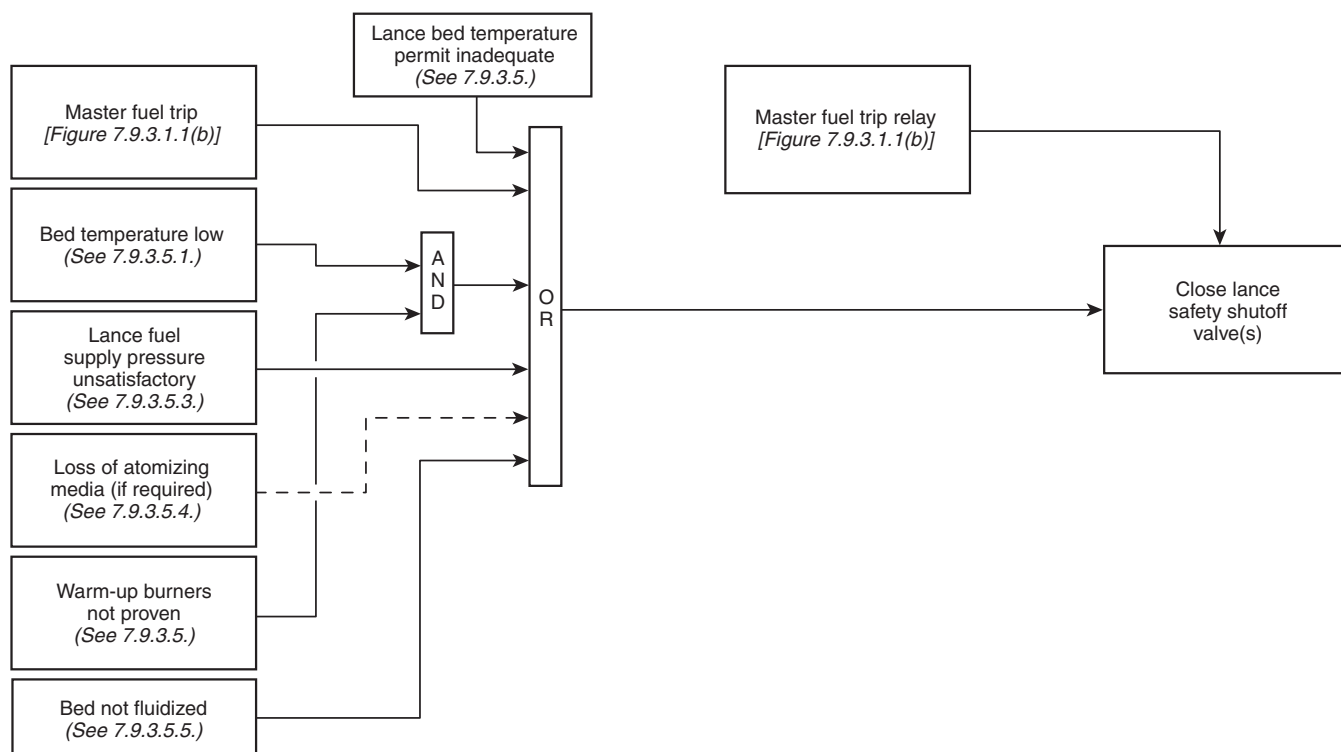 Lance bed temperature
permit inadequate
(See 7.9.3.5.)
Master fuel trip
[Figure 7.9.3.1.1(b)]
Master fuel trip relay
[Figure 7.9.3.1.1(b)]
Bed temperature low
(See 7.9.3.5.1.)
A
N
D
O
R
Close lance
safety shutoff
valve(s)
Lance fuel
supply pressure
unsatisfactory
(See 7.9.3.5.3.)
Loss of atomizing
media (if required)
(See 7.9.3.5.4.)
Warm-up burners
not proven
(See 7.9.3.5.)
Bed not fluidized
(See 7.9.3.5.5.)